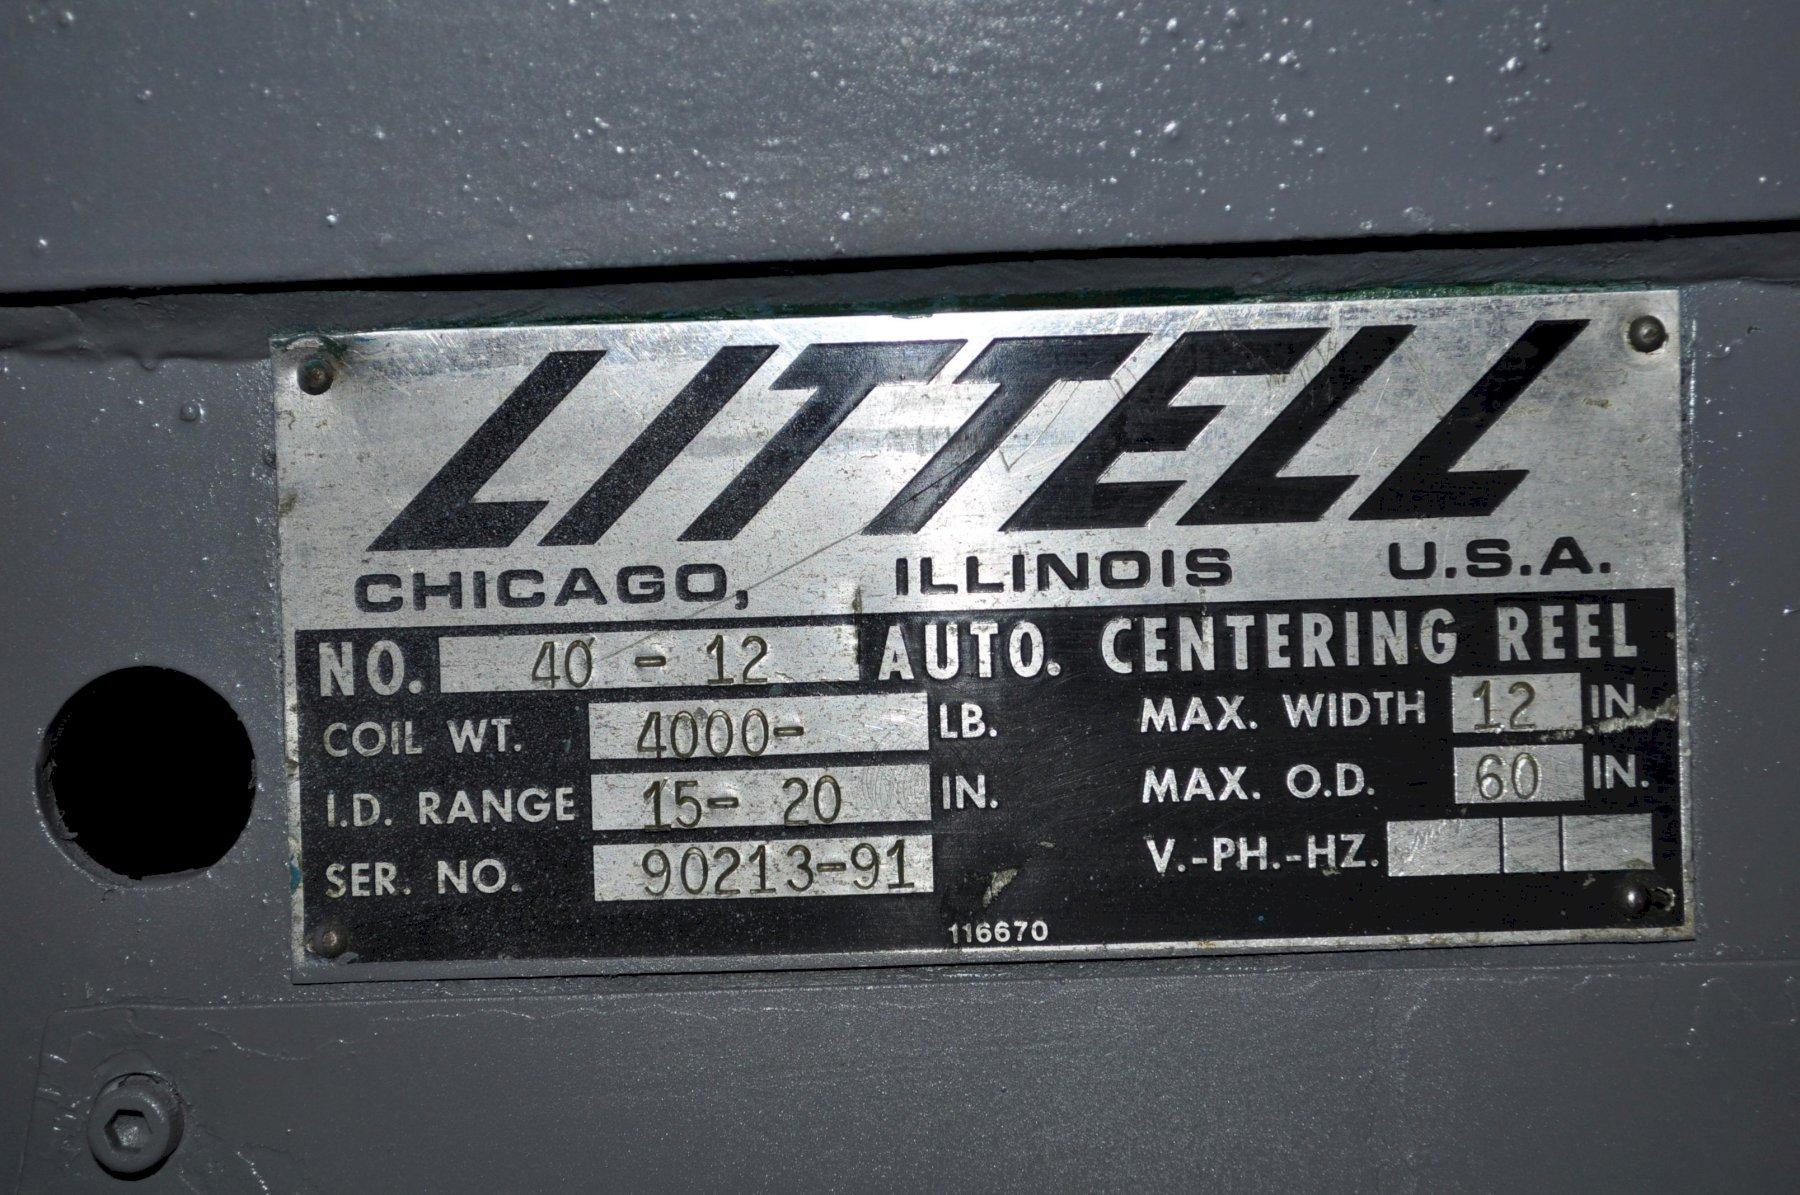 LITTELL
CHICAGO, ILLINOIS U.S.A.
NO. 40 - 12 AUTO. CENTERING REEL
COIL WT. 4000- LB. MAX. WIDTH 12 IN.
I.D. RANGE 15- 20 IN. MAX. O.D. 60 IN.
SER. NO. 90213-91 V.-PH.-HZ.
116670